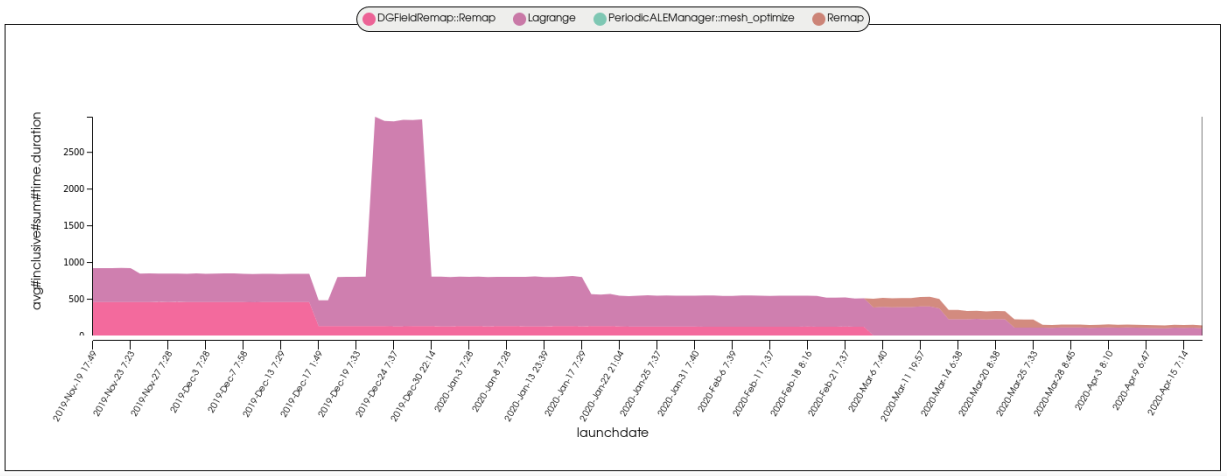 DGFieldRemap::Remap Lagrange PeriodicALEManager::mesh_optimize Remap
avg#inclusive#sum#time.duration
2500
2000
1500
1000
500
0
2019-Nov-19 17:49
2019-Nov-23 7:23
2019-Nov-27 7:28
2019-Dec-3 7:28
2019-Dec-7 7:58
2019-Dec-13 7:29
2019-Dec-17 1:49
2019-Dec-19 7:33
2019-Dec-24 7:37
2019-Dec-30 22:14
2020-Jan-3 7:28
2020-Jan-8 7:28
2020-Jan-13 23:39
2020-Jan-17 7:29
2020-Jan-22 21:04
2020-Jan-25 7:37
2020-Jan-31 7:40
2020-Feb-6 7:39
2020-Feb-11 7:37
2020-Feb-18 8:16
2020-Feb-21 7:37
2020-Mar-6 7:40
2020-Mar-11 19:57
2020-Mar-14 6:38
2020-Mar-20 8:38
2020-Mar-25 7:33
2020-Mar-28 8:45
2020-Apr-3 8:10
2020-Apr-9 6:47
2020-Apr-15 7:14
launchdate